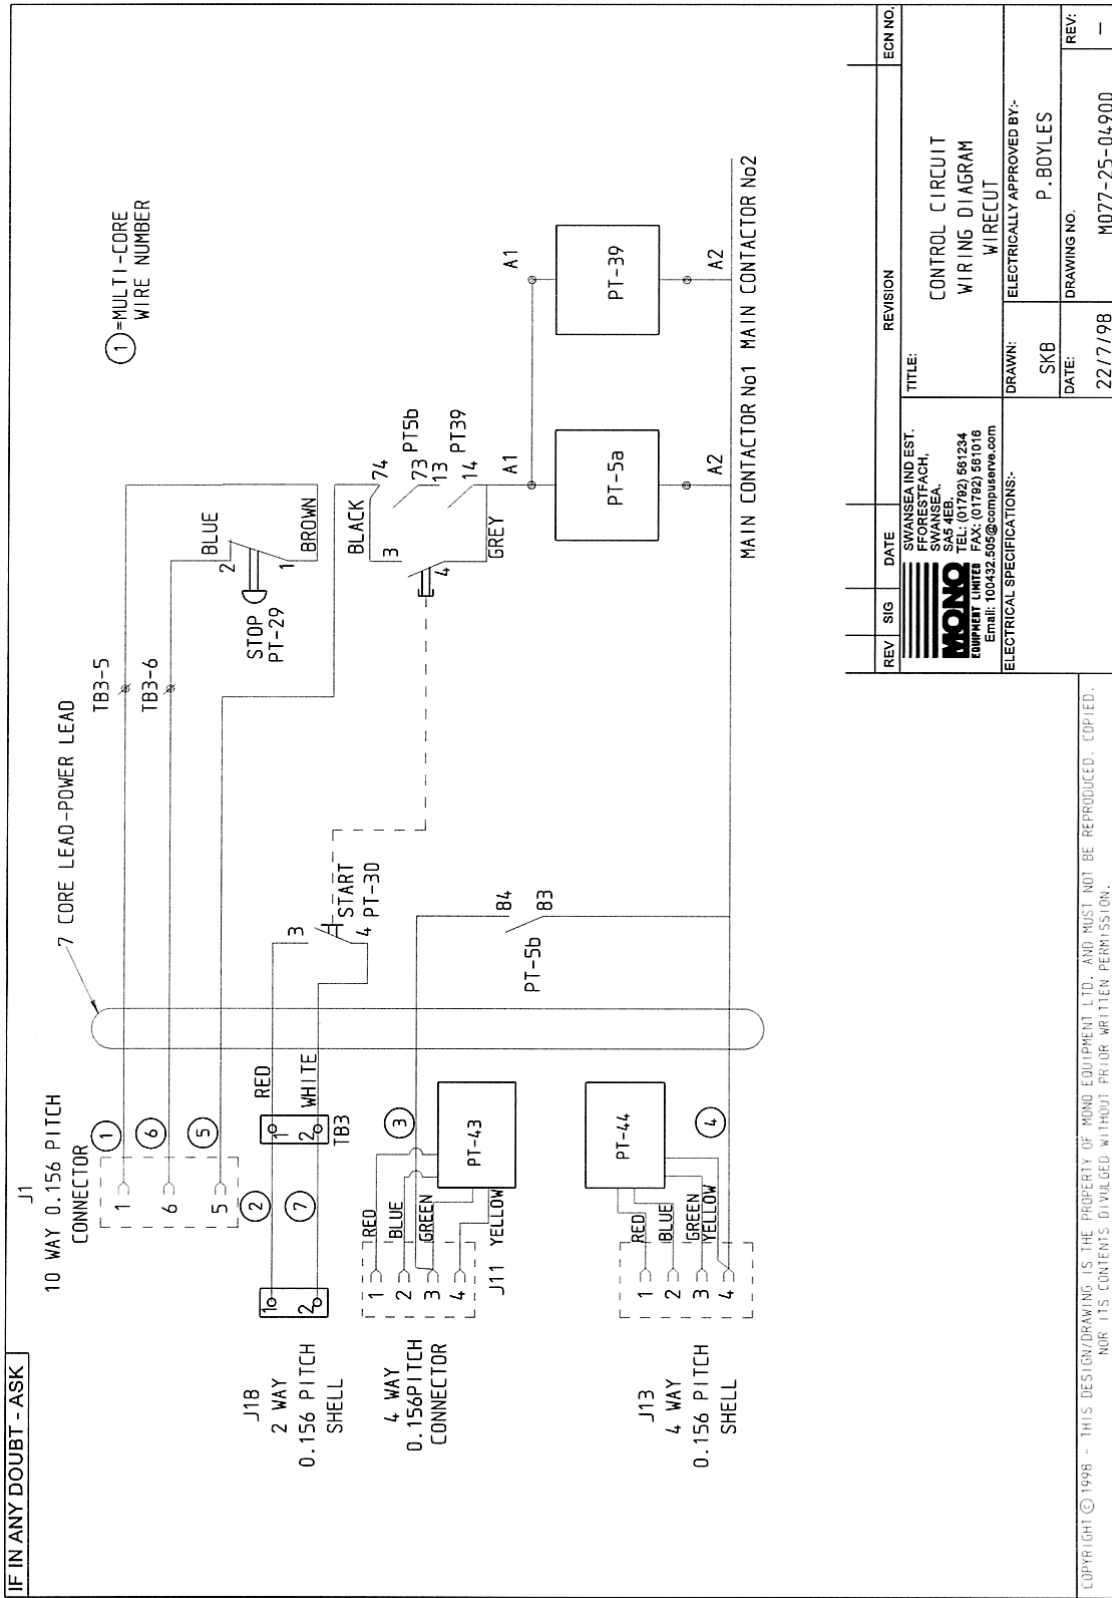 IF IN ANY DOUBT - ASK
J1
10 WAY 0.156 PITCH
CONNECTOR
7 CORE LEAD-POWER LEAD
1
=MULTI-CORE
WIRE NUMBER
1
6
5
1
6
5
TB3-5
TB3-6
STOP
PT-29
BLUE
2
1
BROWN
J18
2 WAY
0.156 PITCH
SHELL
1
2
2
7
1
2
TB3
RED
WHITE
3
4
START
PT-30
BLACK
3
4
GREY
74
73
PT5b
13
14
PT39
4 WAY
0.156PITCH
CONNECTOR
1
2
3
4
J11
RED
BLUE
GREEN
YELLOW
3
PT-43
PT-5b
B4
B3
A1
A1
PT-5a
PT-39
A2
A2
J13
4 WAY
0.156 PITCH
SHELL
1
2
3
4
RED
BLUE
GREEN
YELLOW
PT-44
4
MAIN CONTACTOR No1
MAIN CONTACTOR No2
REV
SIG
DATE
REVISION
ECN NO.
MONO
EQUIPMENT LIMITED
SWANSEA IND EST.
FFORESTFACH,
SWANSEA.
SA5 4EB.
TEL: (01792) 561234
FAX: (01792) 561016
Email: 100432.505@compuserve.com
TITLE:
CONTROL CIRCUIT
WIRING DIAGRAM
WIRECUT
ELECTRICAL SPECIFICATIONS:-
DRAWN:
SKB
ELECTRICALLY APPROVED BY:-
P.BOYLES
DATE:
22/7/98
DRAWING NO.
M077-25-04900
REV:
–
COPYRIGHT © 1998 - THIS DESIGN/DRAWING IS THE PROPERTY OF MONO EQUIPMENT LTD. AND MUST NOT BE REPRODUCED, COPIED,
NOR ITS CONTENTS DIVULGED WITHOUT PRIOR WRITTEN PERMISSION.